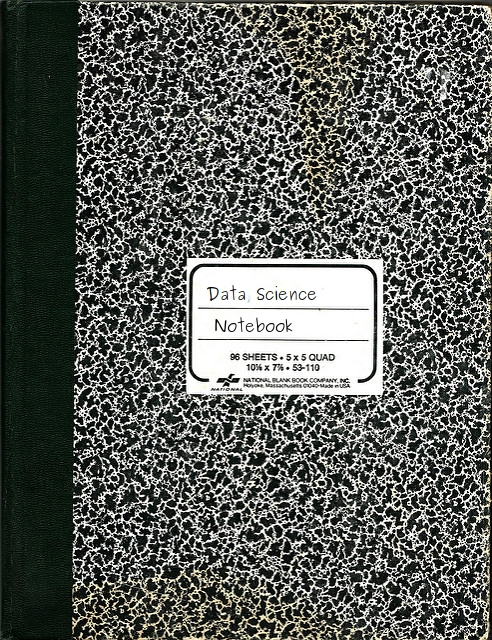 Data, Science
Notebook
96 SHEETS • 5 x 5 QUAD
10⅛ x 7⅞ • 53-110
NATIONAL BLANK BOOK COMPANY, INC.
NATIONAL Holyoke, Massachusetts 01040 Made in USA